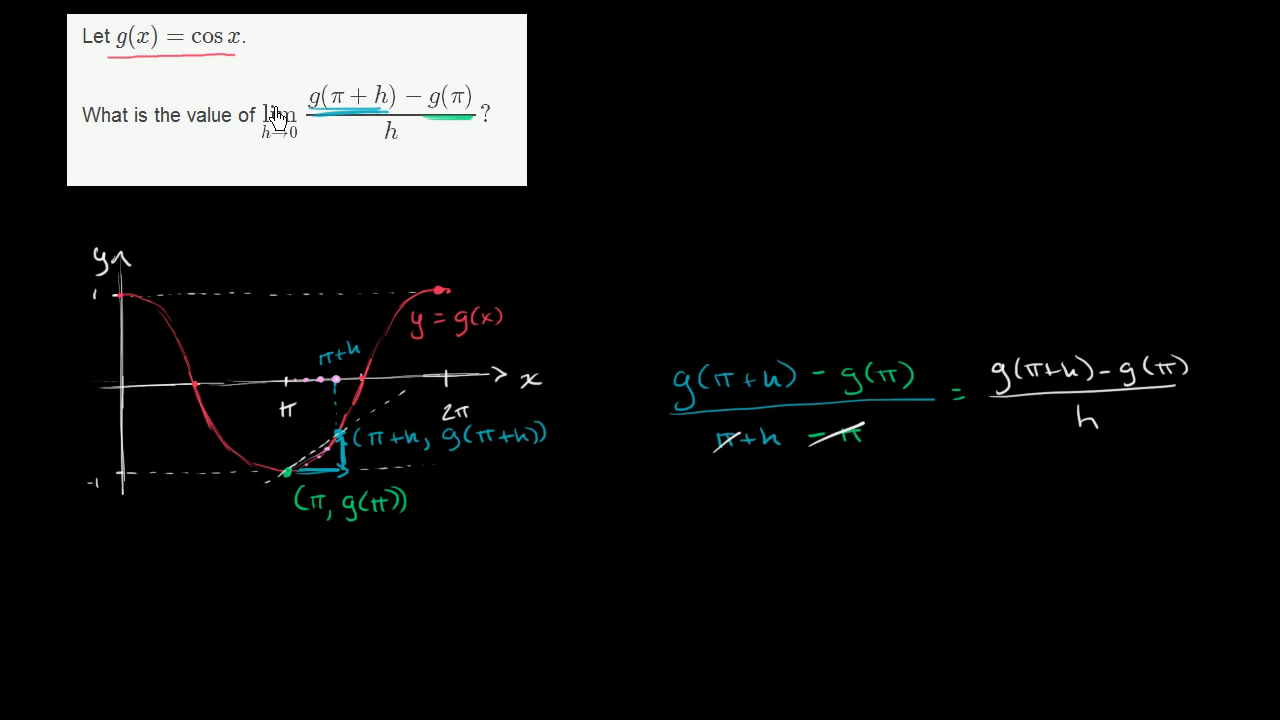 Let g(x) = cos x.
What is the value of lim h→0 g(π + h) − g(π) / h ?
y
1
y = g(x)
π+h
x
π
2π
(π+h, g(π+h))
-1
(π, g(π))
g(π+h) - g(π) / π+h - π = g(π+h) - g(π) / h